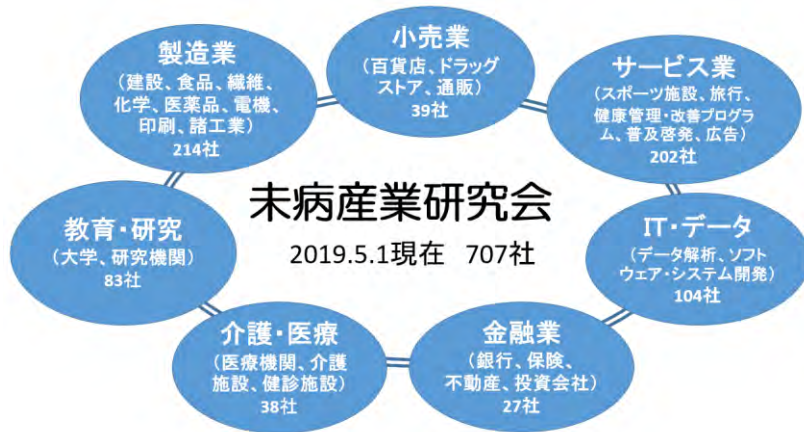 製造業
(建設、食品、繊維、
化学、医薬品、電機、
印刷、諸工業)
214社
小売業
(百貨店、ドラッグ
ストア、通販)
39社
サービス業
(スポーツ施設、旅行、
健康管理・改善プログラ
ム、普及啓発、広告)
202社
未病産業研究会
2019.5.1現在 707社
教育・研究
(大学、研究機関)
83社
IT・データ
(データ解析、ソフト
ウェア・システム開発)
104社
介護・医療
(医療機関、介護
施設、健診施設)
38社
金融業
(銀行、保険、
不動産、投資会社)
27社